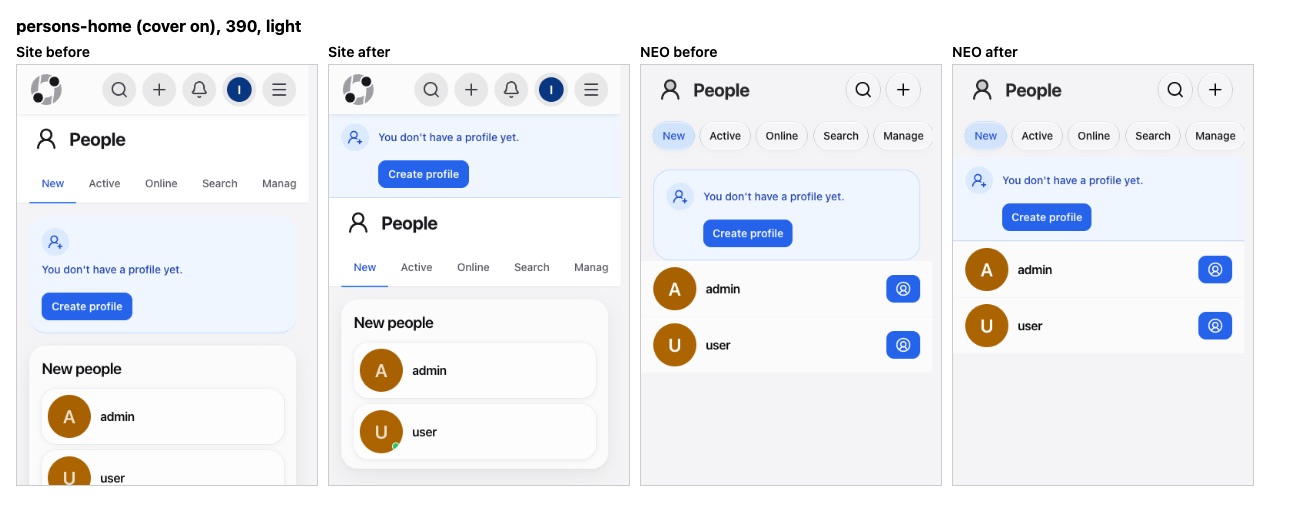 persons-home (cover on), 390, light
Site before
I
People
New Active Online Search Manag
You don't have a profile yet.
Create profile
New people
A admin
U user
Site after
I
You don't have a profile yet.
Create profile
People
New Active Online Search Manag
New people
A admin
U user
NEO before
People
New Active Online Search Manage
You don't have a profile yet.
Create profile
A admin
U user
NEO after
People
New Active Online Search Manage
You don't have a profile yet.
Create profile
A admin
U user